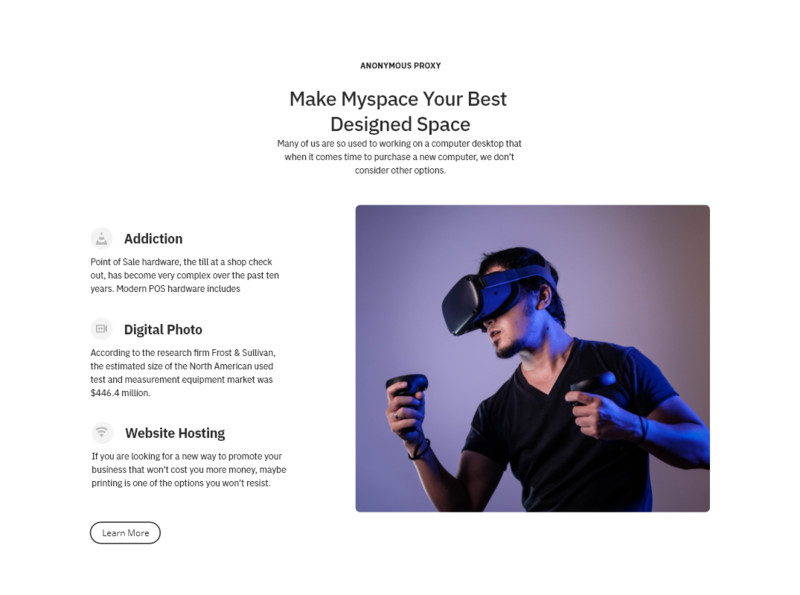 ANONYMOUS PROXY
Make Myspace Your Best
Designed Space
Many of us are so used to working on a computer desktop that
when it comes time to purchase a new computer, we don't
consider other options.
Addiction
Point of Sale hardware, the till at a shop check
out, has become very complex over the past ten
years. Modern POS hardware includes
Digital Photo
According to the research firm Frost & Sullivan,
the estimated size of the North American used
test and measurement equipment market was
$446.4 million.
Website Hosting
If you are looking for a new way to promote your
business that won't cost you more money, maybe
printing is one of the options you won't resist.
Learn More